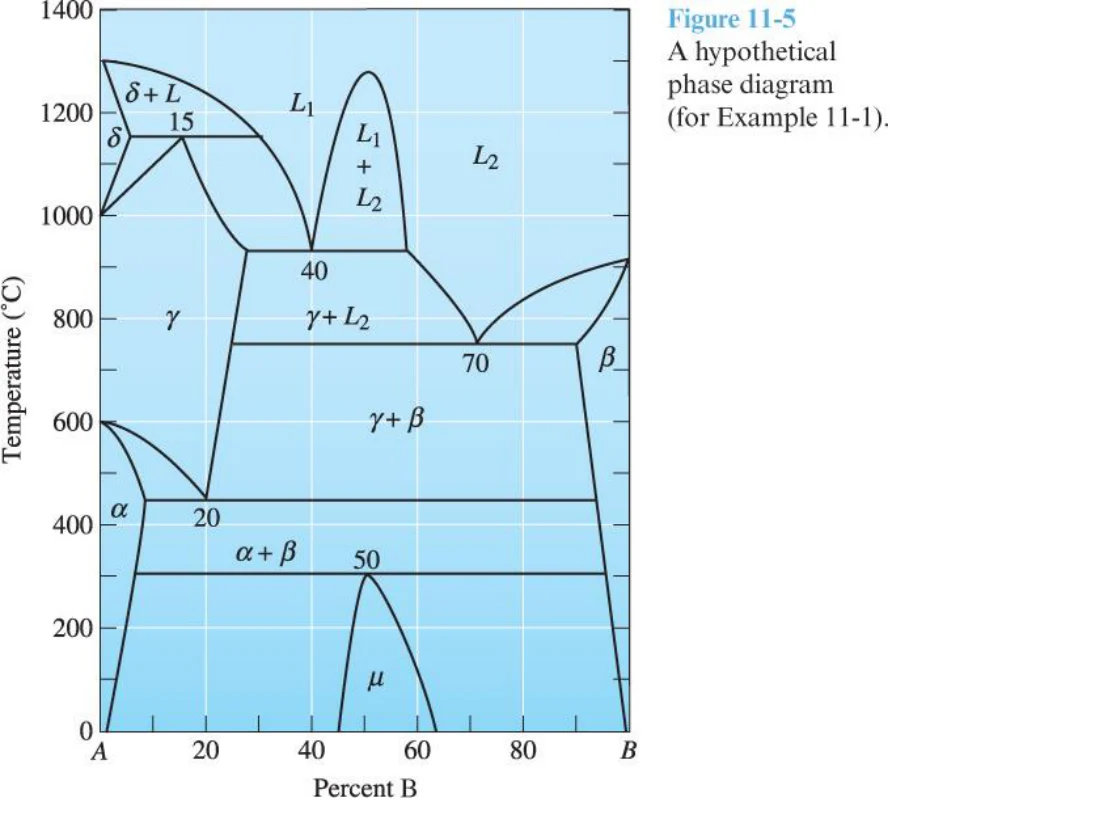 Figure 11-5
A hypothetical
phase diagram
(for Example 11-1).
1400
1200
1000
800
600
400
200
0
Temperature (°C)
δ + L
15
δ
L₁
L₁
+
L₂
L₂
40
γ
γ + L₂
70
β
γ + β
α
20
α + β
50
μ
A
20
40
60
80
B
Percent B